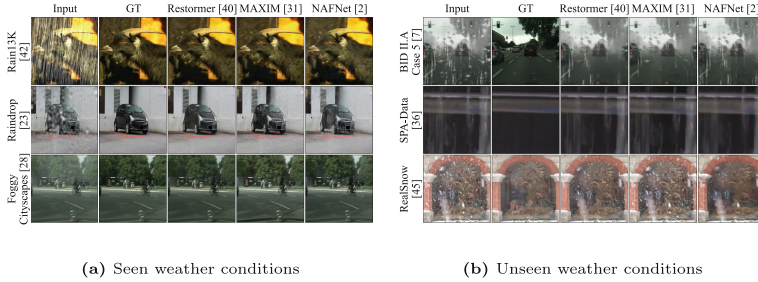 Input GT Restormer [40] MAXIM [31] NAFNet [2]
Rain13K
[42]
Raindrop
[23]
Foggy
Cityscapes [28]
(a) Seen weather conditions
Input GT Restormer [40] MAXIM [31] NAFNet [2]
BID II.A
Case 5 [7]
SPA-Data
[36]
RealSnow
[45]
(b) Unseen weather conditions